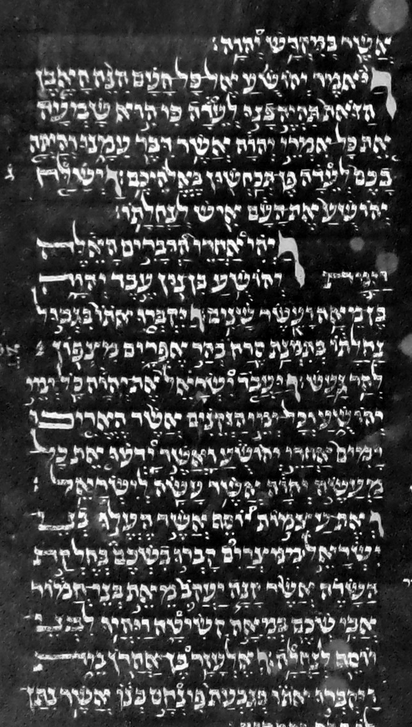 אשר במקדש יהוה׃
ויאמר יהושע אל כל העם הנה האבן
הזאת תהיה בנו לעדה כי היא שמעה
את כל אמרי יהוה אשר דבר עמנו והיתה
בכם לעדה פן תכחשון באלהיכם׃ וישלח
יהושע את העם איש לנחלתו׃
ויהי אחרי הדברים האלה
וימת יהושע בן נון עבד יהוה
בן מאה ועשר שנים׃ ויקברו אתו בגבול
נחלתו בתמנת סרח בהר אפרים מצפון
להר געש׃ ויעבד ישראל את יהוה כל ימי
יהושע וכל ימי הזקנים אשר האריכו
ימים אחרי יהושע ואשר ידעו את כל
מעשה יהוה אשר עשה לישראל׃
ואת עצמות יוסף אשר העלו בני
ישראל ממצרים קברו בשכם בחלקת
השדה אשר קנה יעקב מאת בני חמור
אבי שכם במאה קשיטה ויהיו לבני
יוסף לנחלה׃ ואלעזר בן אהרן
ויקברו אתו בגבעת פינחס בנו אשר נתן